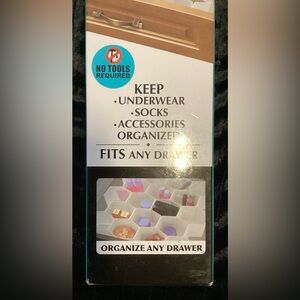 NO TOOLS
REQUIRED
KEEP
•UNDERWEAR
•SOCKS
•ACCESSORIES
ORGANIZED
FITS ANY DRAWER
ORGANIZE ANY DRAWER